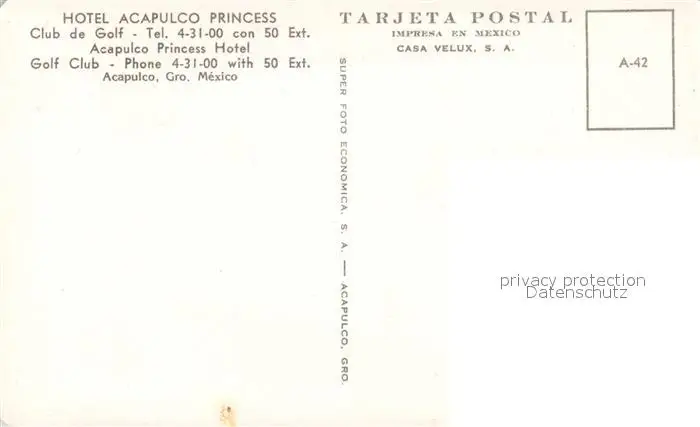 HOTEL ACAPULCO PRINCESS
Club de Golf - Tel. 4-31-00 con 50 Ext.
Acapulco Princess Hotel
Golf Club - Phone 4-31-00 with 50 Ext.
Acapulco, Gro. México
SUPER FOTO ECONOMICA, S. A. — ACAPULCO, GRO.
TARJETA POSTAL
IMPRESA EN MEXICO
CASA VELUX, S. A.
A-42
privacy protection
Datenschutz